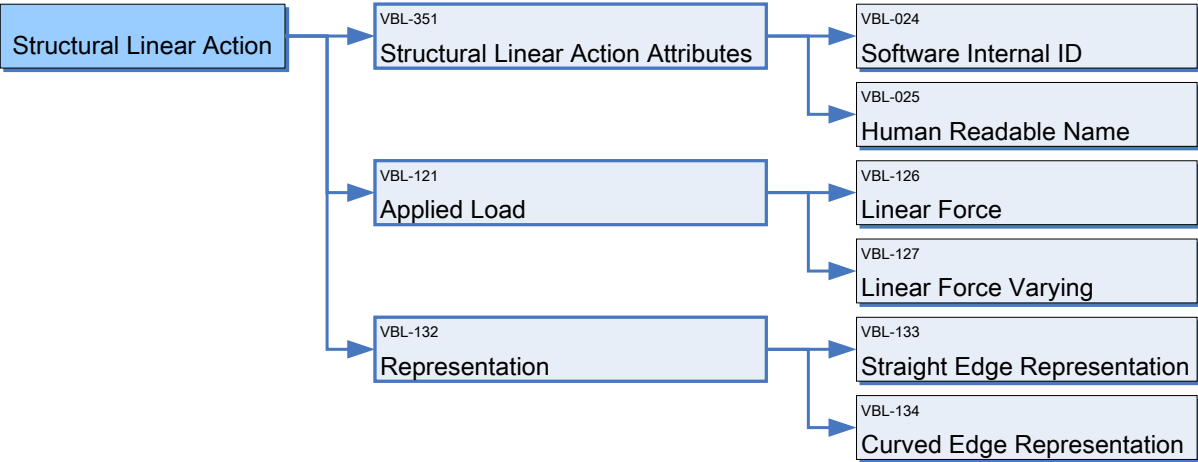 Structural Linear Action
VBL-351
Structural Linear Action Attributes
VBL-024
Software Internal ID
VBL-025
Human Readable Name
VBL-121
Applied Load
VBL-126
Linear Force
VBL-127
Linear Force Varying
VBL-132
Representation
VBL-133
Straight Edge Representation
VBL-134
Curved Edge Representation